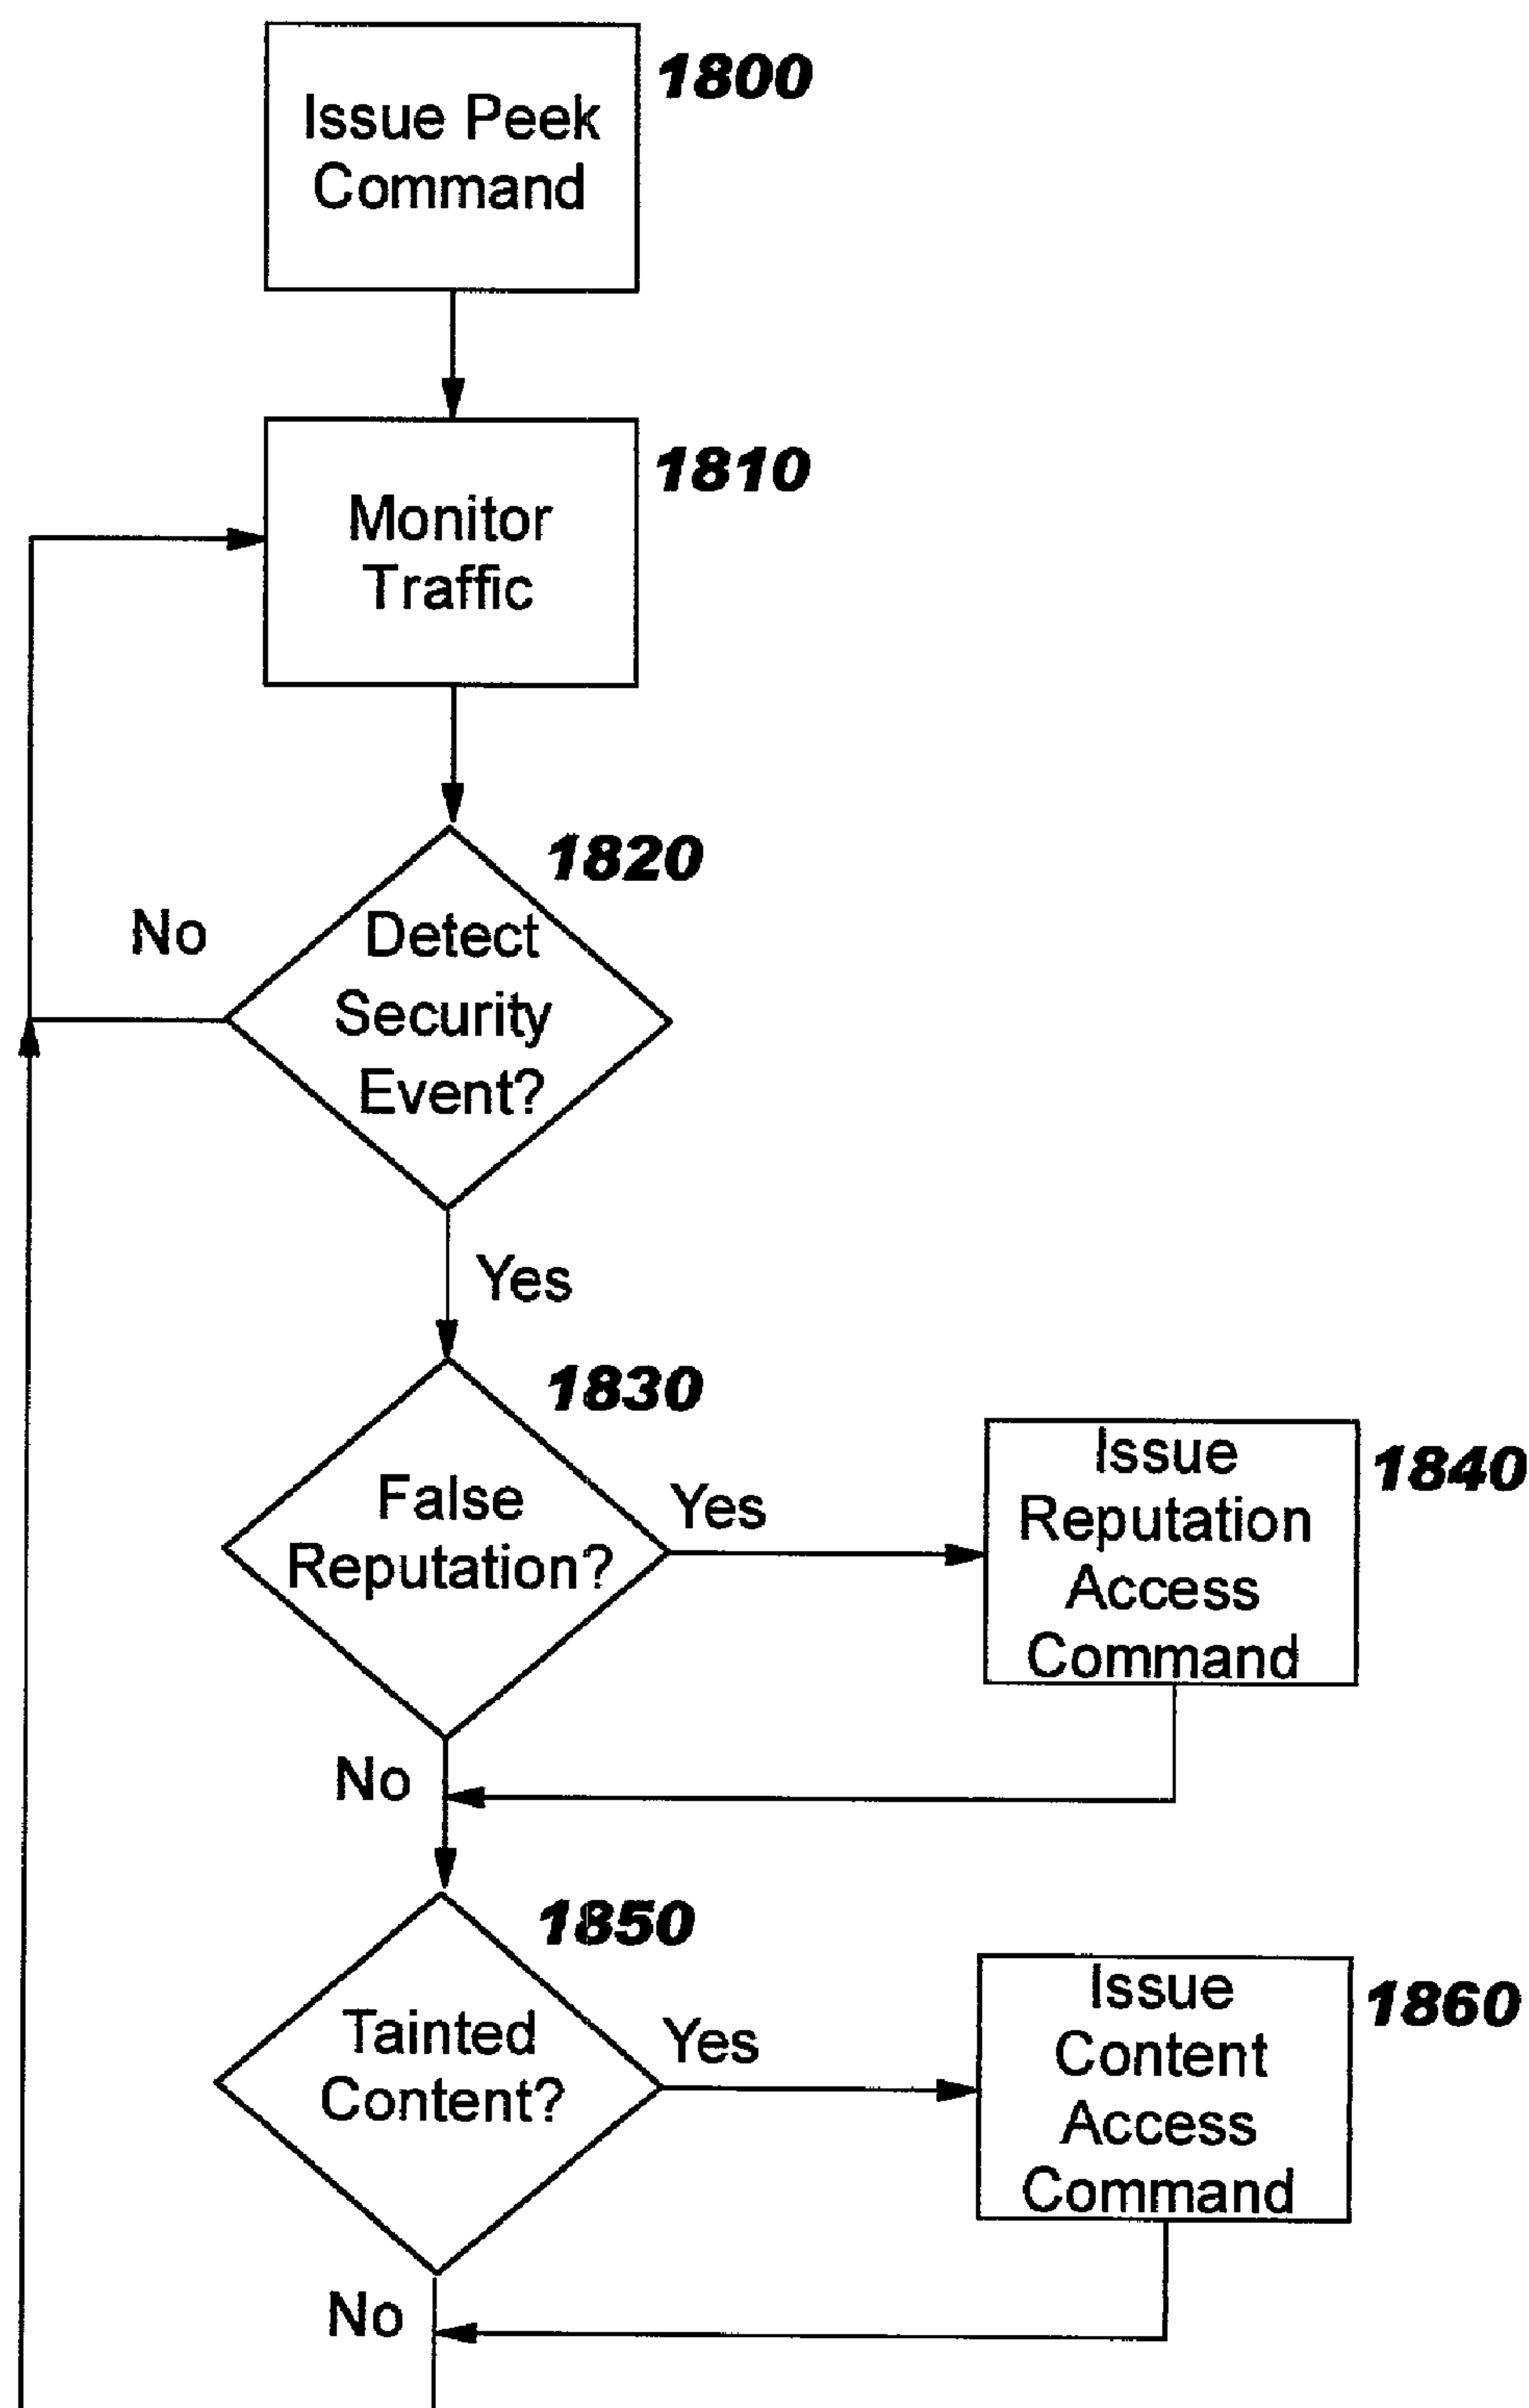 1800
Issue Peek
Command
1810
Monitor
Traffic
1820
No
Detect
Security
Event?
Yes
1830
False
Reputation?
Yes
Issue
Reputation
Access
Command
1840
No
1850
Tainted
Content?
Yes
Issue
Content
Access
Command
1860
No